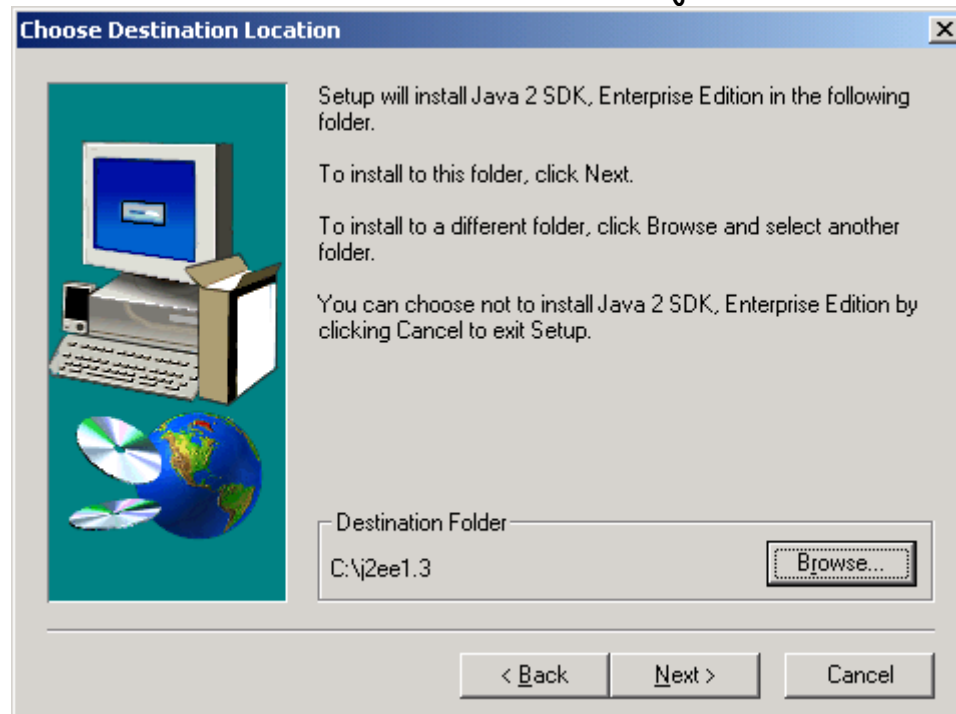 Choose Destination Location
Setup will install Java 2 SDK, Enterprise Edition in the following
folder.
To install to this folder, click Next.
To install to a different folder, click Browse and select another
folder.
You can choose not to install Java 2 SDK, Enterprise Edition by
clicking Cancel to exit Setup.
Destination Folder
C:\j2ee1.3
Browse...
< Back
Next >
Cancel